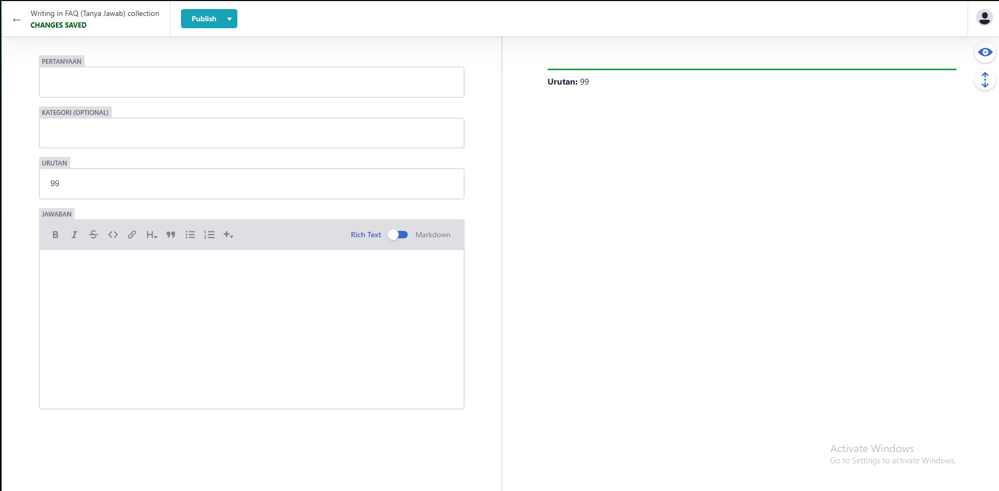 Writing in FAQ (Tanya Jawab) collection
CHANGES SAVED
Publish
PERTANYAAN
KATEGORI (OPTIONAL)
URUTAN
99
JAWABAN
Rich Text
Markdown
Urutan: 99
Activate Windows
Go to Settings to activate Windows.